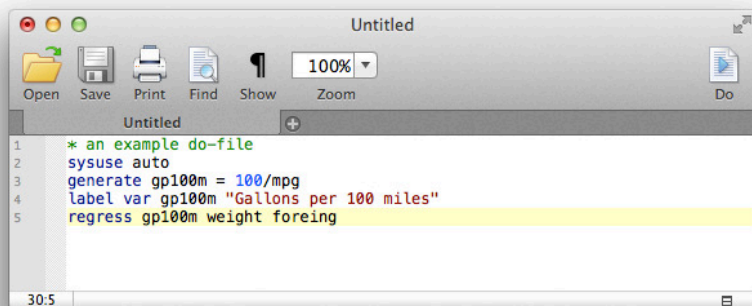 Untitled
100%
Open Save Print Find Show Zoom Do
Untitled
1 * an example do-file
2 sysuse auto
3 generate gp100m = 100/mpg
4 label var gp100m "Gallons per 100 miles"
5 regress gp100m weight foreing
30:5